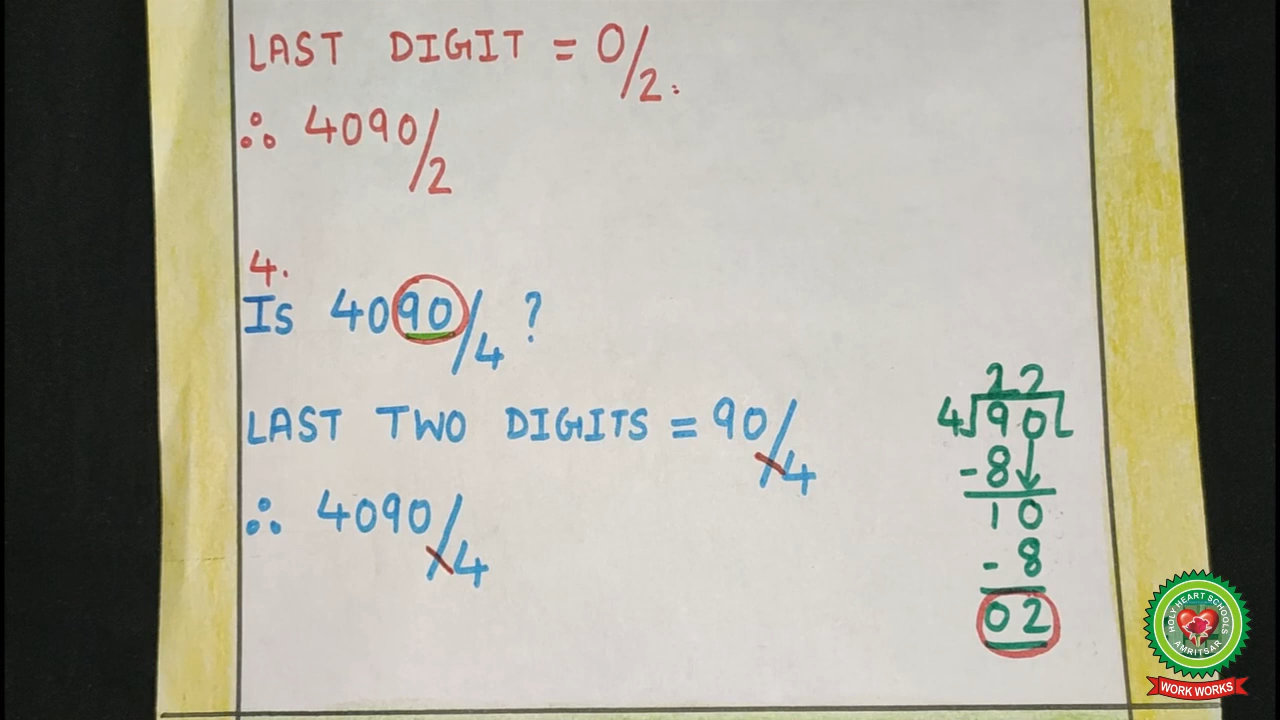 LAST DIGIT = 0/2.
∴ 4090/2
4.
Is 4090/4 ?
LAST TWO DIGITS = 90/4
∴ 4090/4
22
4√90
-8
10
- 8
02
HOLY HEART SCHOOLS
AMRITSAR
WORK WORKS